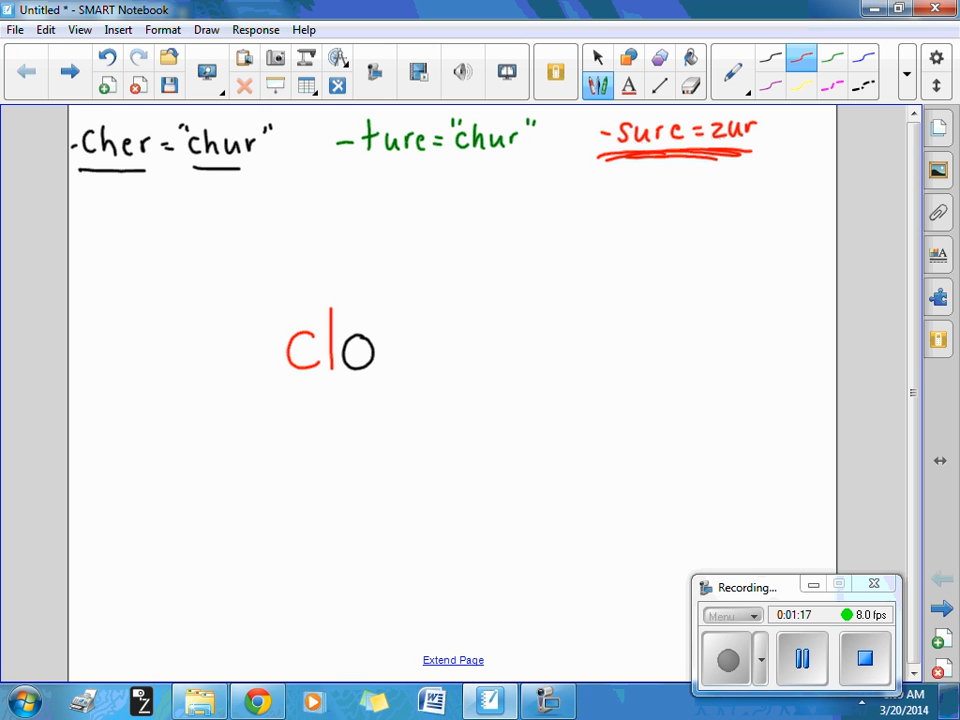 Untitled * - SMART Notebook
File Edit View Insert Format Draw Response Help
-Cher = "chur" -ture="chur" -sure=zur
clo
Recording...
Menu 0:01:17 8.0 fps
Extend Page
AM
3/20/2014